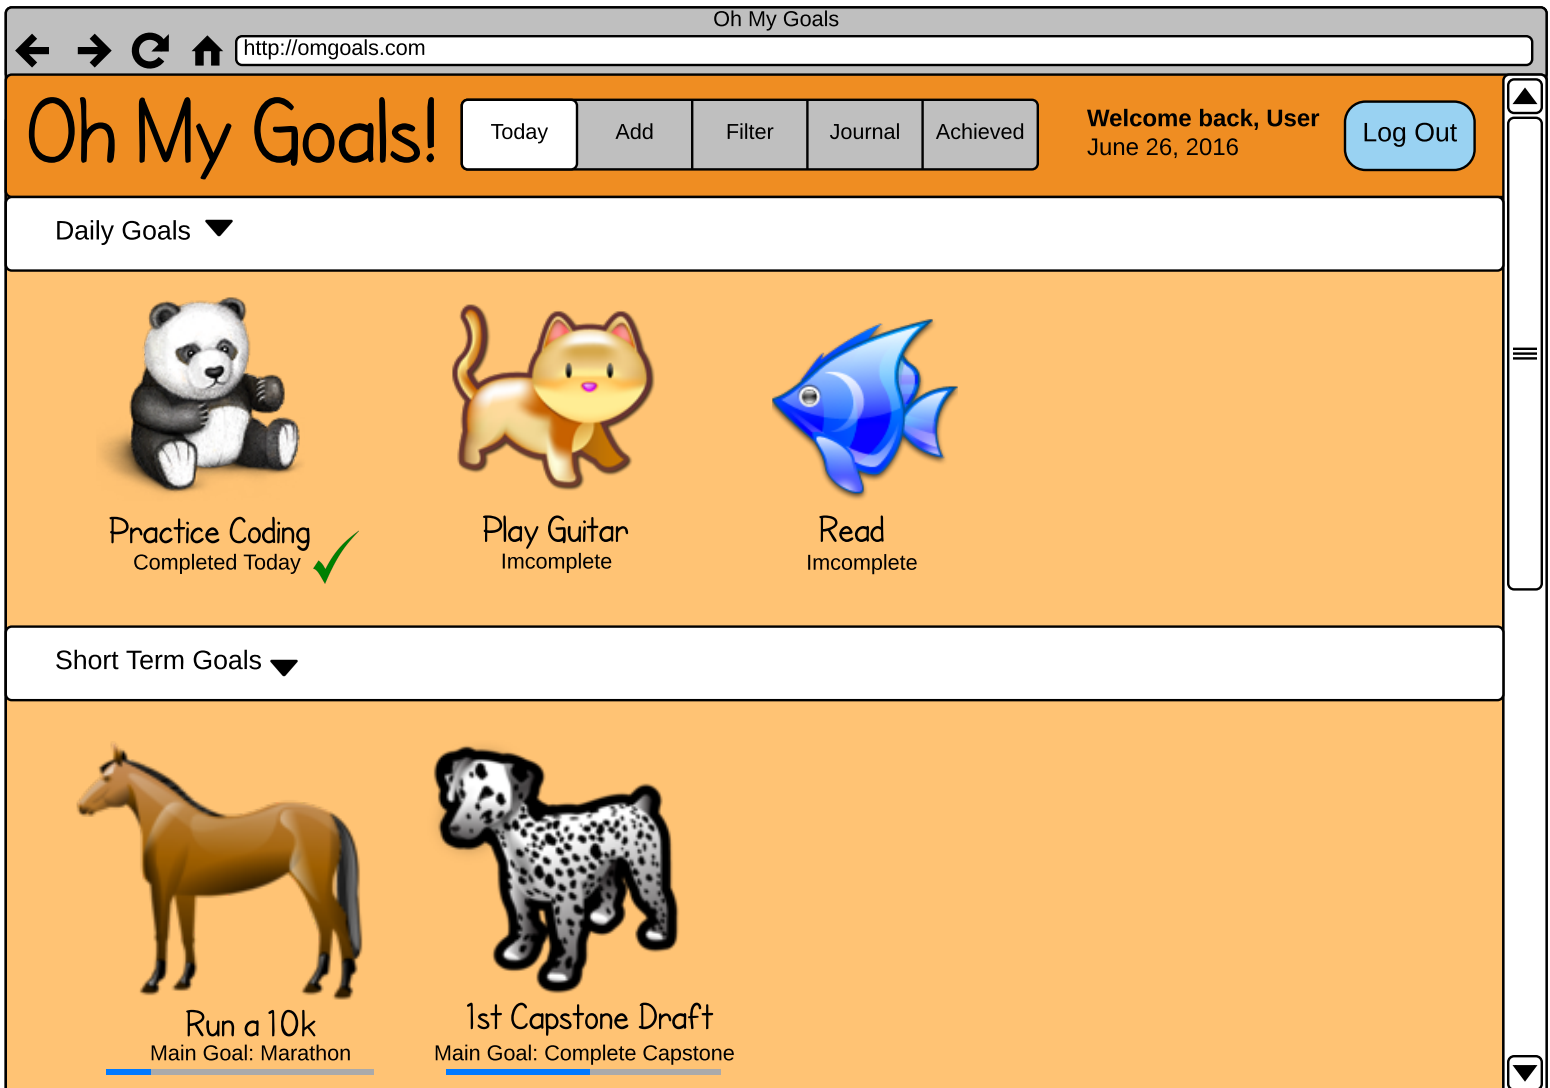 Oh My Goals
http://omgoals.com
Oh My Goals!
Today
Add
Filter
Journal
Achieved
Welcome back, User
June 26, 2016
Log Out
Daily Goals
Practice Coding
Completed Today
Play Guitar
Imcomplete
Read
Imcomplete
Short Term Goals
Run a 10k
Main Goal: Marathon
1st Capstone Draft
Main Goal: Complete Capstone